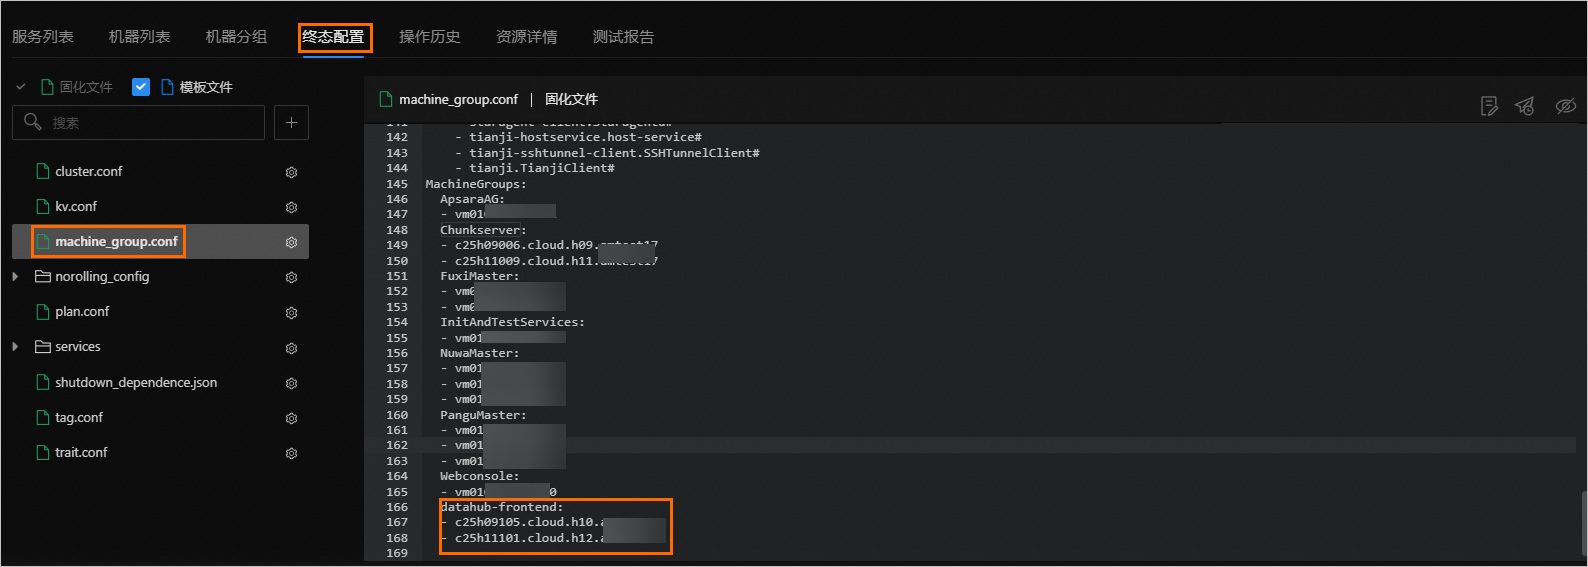 服务列表 机器列表 机器分组 终态配置 操作历史 资源详情 测试报告
固化文件 模板文件
搜索
cluster.conf
kv.conf
machine_group.conf
norolling_config
plan.conf
services
shutdown_dependence.json
tag.conf
trait.conf
machine_group.conf | 固化文件
142 - tianji-hostservice.host-service#
143 - tianji-sshtunnel-client.SSHTunnelClient#
144 - tianji.TianjiClient#
145 MachineGroups:
146 ApsaraAG:
147 - vm01
148 Chunkserver:
149 - c25h09006.cloud.h09.
150 - c25h11009.cloud.h11.
151 FuxiMaster:
152 - vm0
153 - vm0
154 InitAndTestServices:
155 - vm01
156 NuwaMaster:
157 - vm01
158 - vm01
159 - vm01
160 PanguMaster:
161 - vm01
162 - vm01
163 - vm01
164 Webconsole:
165 - vm01 0
166 datahub-frontend:
167 - c25h09105.cloud.h10.
168 - c25h11101.cloud.h12.
169